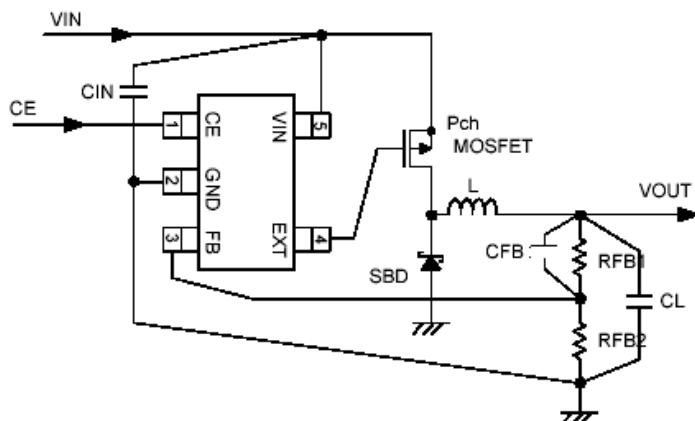 VIN
CIN
CE
1
CE
VIN
5
2
GND
3
FB
EXT
4
Pch
MOSFET
L
VOUT
SBD
CFB
RFB1
CL
RFB2